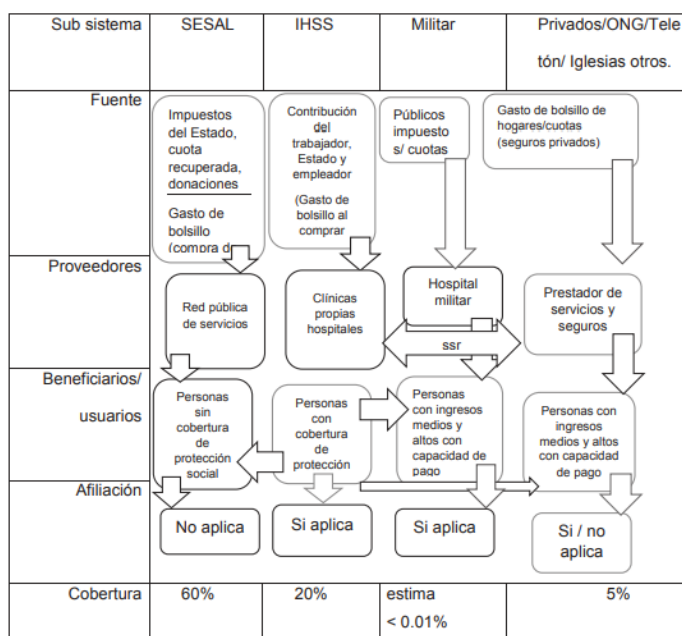 Sub sistema
SESAL
IHSS
Militar
Privados/ONG/Tele
tón/ Iglesias otros.
Fuente
Impuestos
del Estado,
cuota
recuperada,
donaciones
Gasto de
bolsillo
(compra d
Contribución
del
trabajador,
Estado y
empleador
(Gasto de
bolsillo al
comprar
Públicos
impuesto
s/ cuotas
Gasto de bolsillo de
hogares/cuotas
(seguros privados)
Proveedores
Red pública
de servicios
Clínicas
propias
hospitales
Hospital
militar
ssr
Prestador de
servicios y
seguros
Beneficiarios/
usuarios
Personas
sin
cobertura
de
protección
social
Personas
con
cobertura
de
protección
Personas
con ingresos
medios y
altos con
capacidad de
pago
Personas con
ingresos
medios y altos
con capacidad
de pago
Afiliación
No aplica
Si aplica
Si aplica
Si / no
aplica
Cobertura
60%
20%
estima
< 0.01%
5%